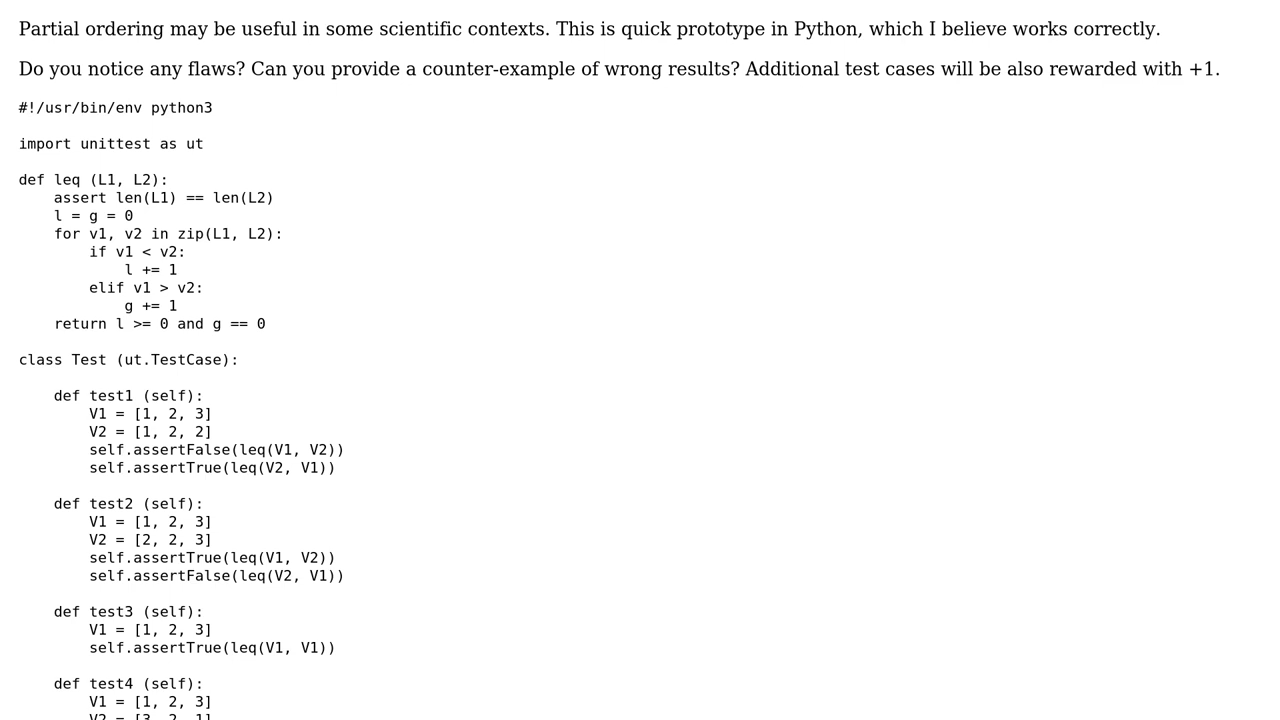 Partial ordering may be useful in some scientific contexts. This is quick prototype in Python, which I believe works correctly.
Do you notice any flaws? Can you provide a counter-example of wrong results? Additional test cases will be also rewarded with +1.
#!/usr/bin/env python3
import unittest as ut
def leq (L1, L2):
    assert len(L1) == len(L2)
    l = g = 0
    for v1, v2 in zip(L1, L2):
        if v1 < v2:
            l += 1
        elif v1 > v2:
            g += 1
    return l >= 0 and g == 0
class Test (ut.TestCase):
    def test1 (self):
        V1 = [1, 2, 3]
        V2 = [1, 2, 2]
        self.assertFalse(leq(V1, V2))
        self.assertTrue(leq(V2, V1))
    def test2 (self):
        V1 = [1, 2, 3]
        V2 = [2, 2, 3]
        self.assertTrue(leq(V1, V2))
        self.assertFalse(leq(V2, V1))
    def test3 (self):
        V1 = [1, 2, 3]
        self.assertTrue(leq(V1, V1))
    def test4 (self):
        V1 = [1, 2, 3]
        V2 = [3, 2, 1]